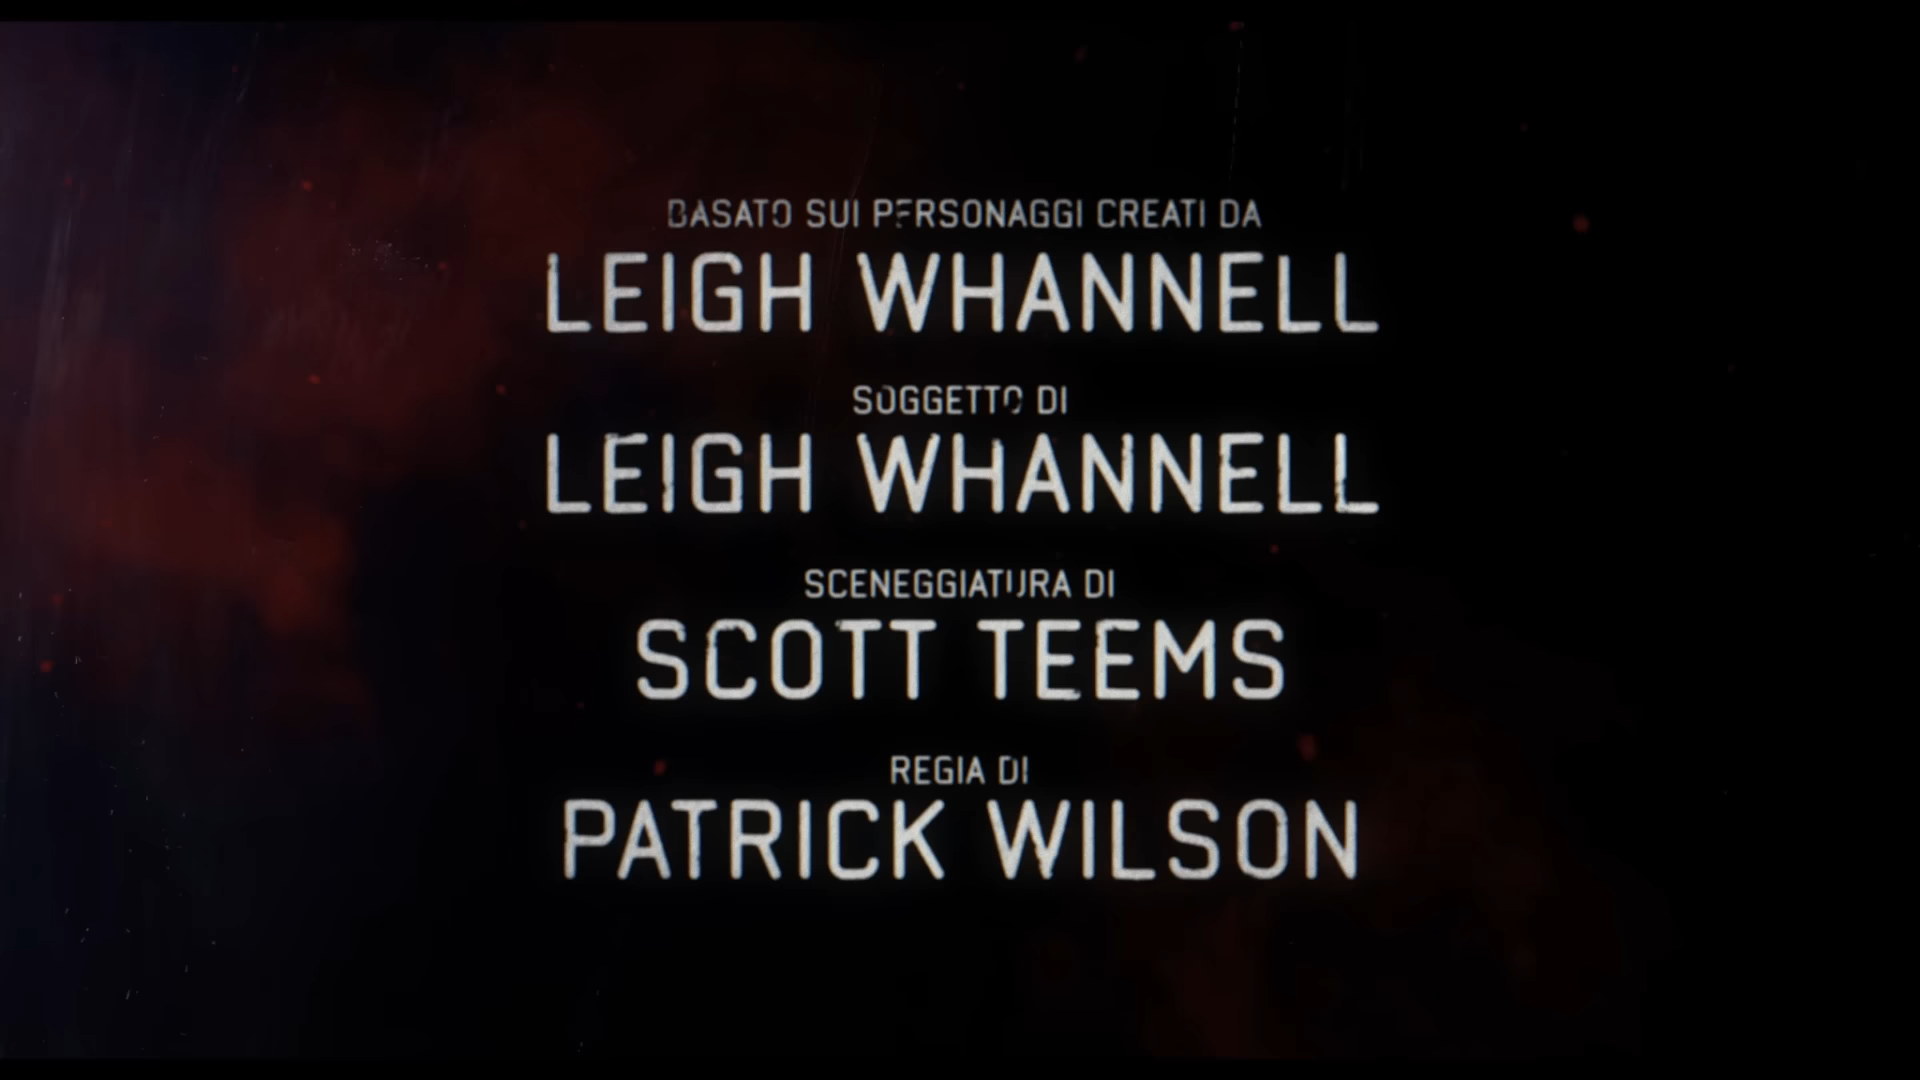 BASATO SUI PERSONAGGI CREATI DA
LEIGH WHANNELL
SOGGETTO DI
LEIGH WHANNELL
SCENEGGIATURA DI
SCOTT TEEMS
REGIA DI
PATRICK WILSON